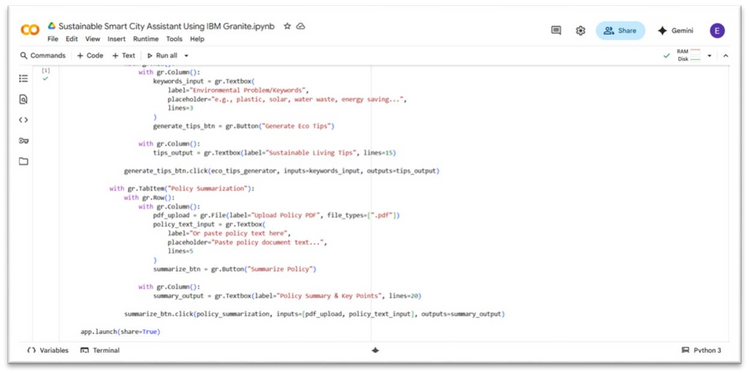 Sustainable Smart City Assistant Using IBM Granite.ipynb
File Edit View Insert Runtime Tools Help
Share
Gemini
E
Commands + Code + Text Run all
RAM
Disk
[1]
with gr.Column():
keywords_input = gr.Textbox(
label="Environmental Problem/Keywords",
placeholder="e.g., plastic, solar, water waste, energy saving...",
lines=3
)
generate_tips_btn = gr.Button("Generate Eco Tips")
with gr.Column():
tips_output = gr.Textbox(label="Sustainable Living Tips", lines=15)
generate_tips_btn.click(eco_tips_generator, inputs=keywords_input, outputs=tips_output)
with gr.TabItem("Policy Summarization"):
with gr.Row():
with gr.Column():
pdf_upload = gr.File(label="Upload Policy PDF", file_types=[".pdf"])
policy_text_input = gr.Textbox(
label="Or paste policy text here",
placeholder="Paste policy document text...",
lines=5
)
summarize_btn = gr.Button("Summarize Policy")
with gr.Column():
summary_output = gr.Textbox(label="Policy Summary & Key Points", lines=20)
summarize_btn.click(policy_summarization, inputs=[pdf_upload, policy_text_input], outputs=summary_output)
app.launch(share=True)
Variables Terminal
Python 3